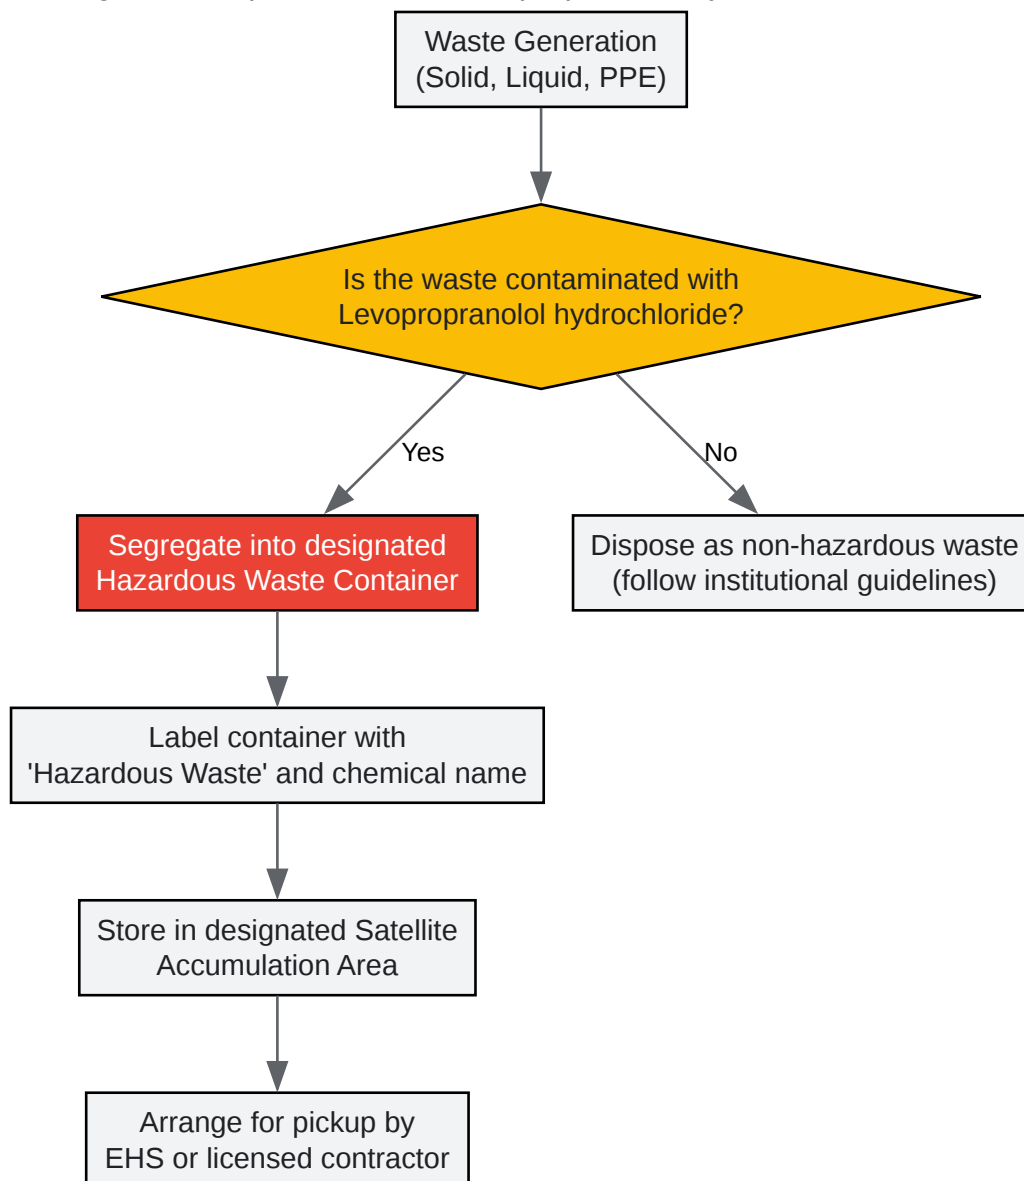 Waste Generation
(Solid, Liquid, PPE)
Is the waste contaminated with
Levopropranolol hydrochloride?
Yes
No
Segregate into designated
Hazardous Waste Container
Dispose as non-hazardous waste
(follow institutional guidelines)
Label container with
'Hazardous Waste' and chemical name
Store in designated Satellite
Accumulation Area
Arrange for pickup by
EHS or licensed contractor